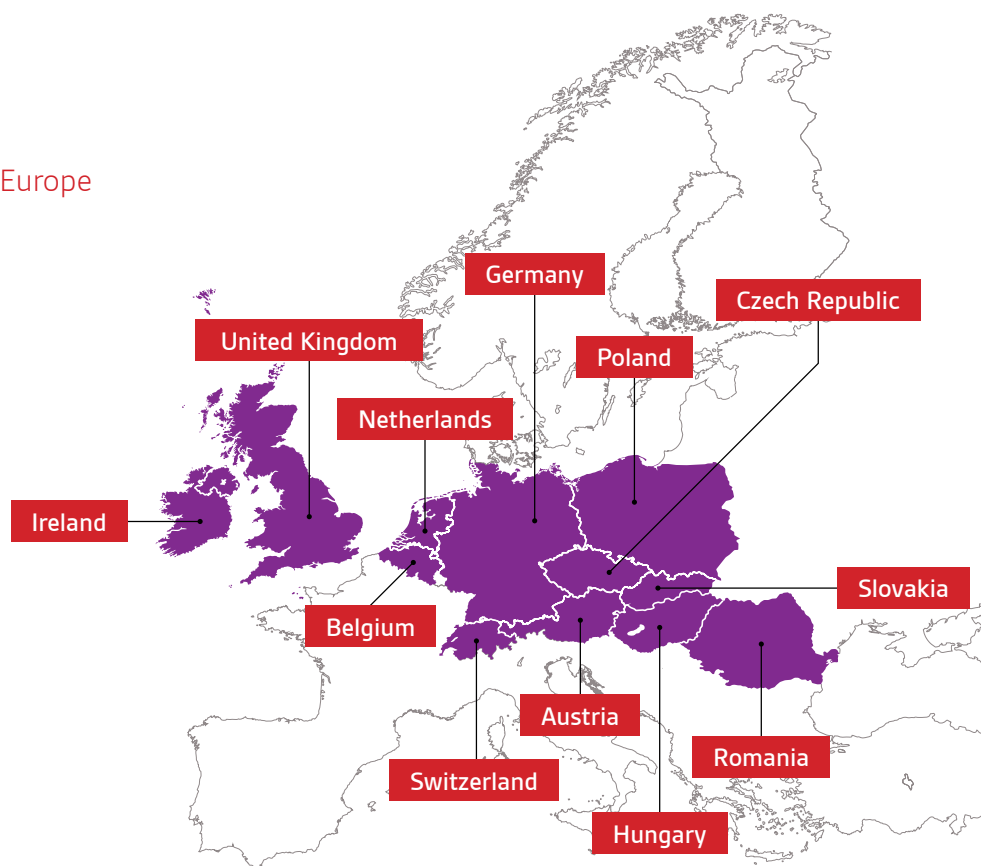 Europe
Germany
Czech Republic
United Kingdom
Poland
Netherlands
Ireland
Slovakia
Belgium
Austria
Romania
Switzerland
Hungary